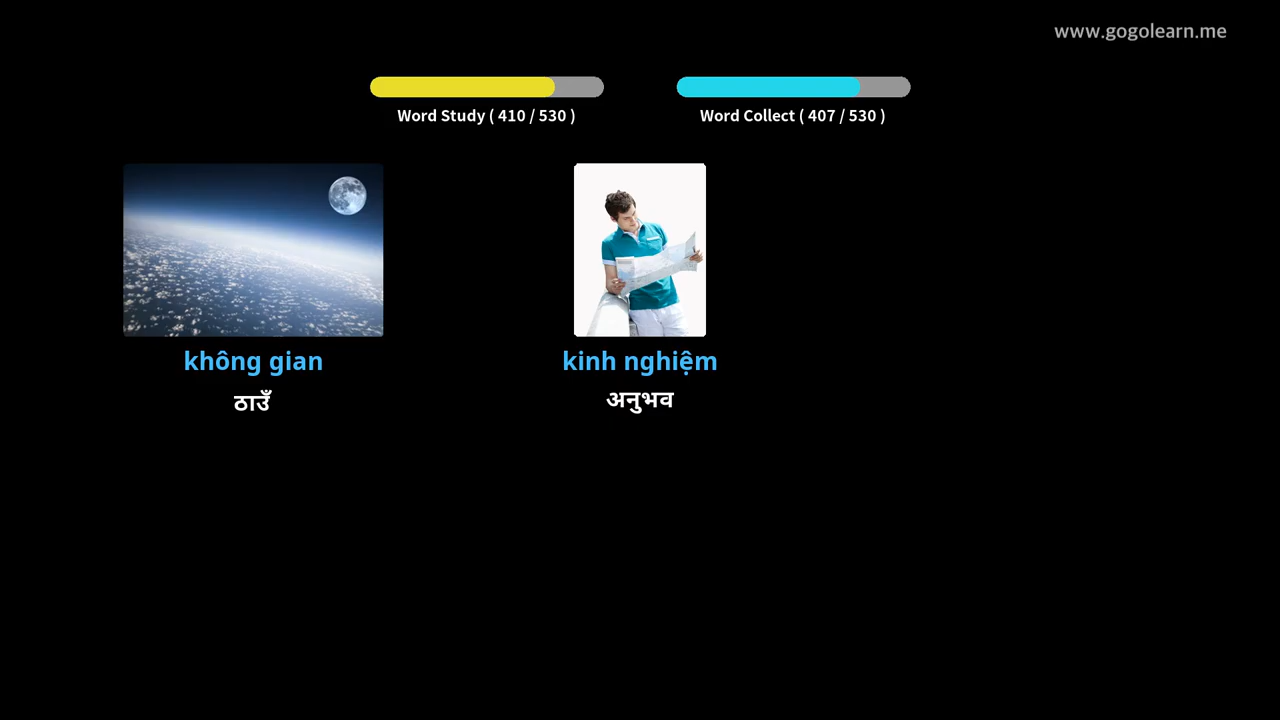 www.gogolearn.me
Word Study ( 410 / 530 )
Word Collect ( 407 / 530 )
không gian
ठाउँ
kinh nghiệm
अनुभव